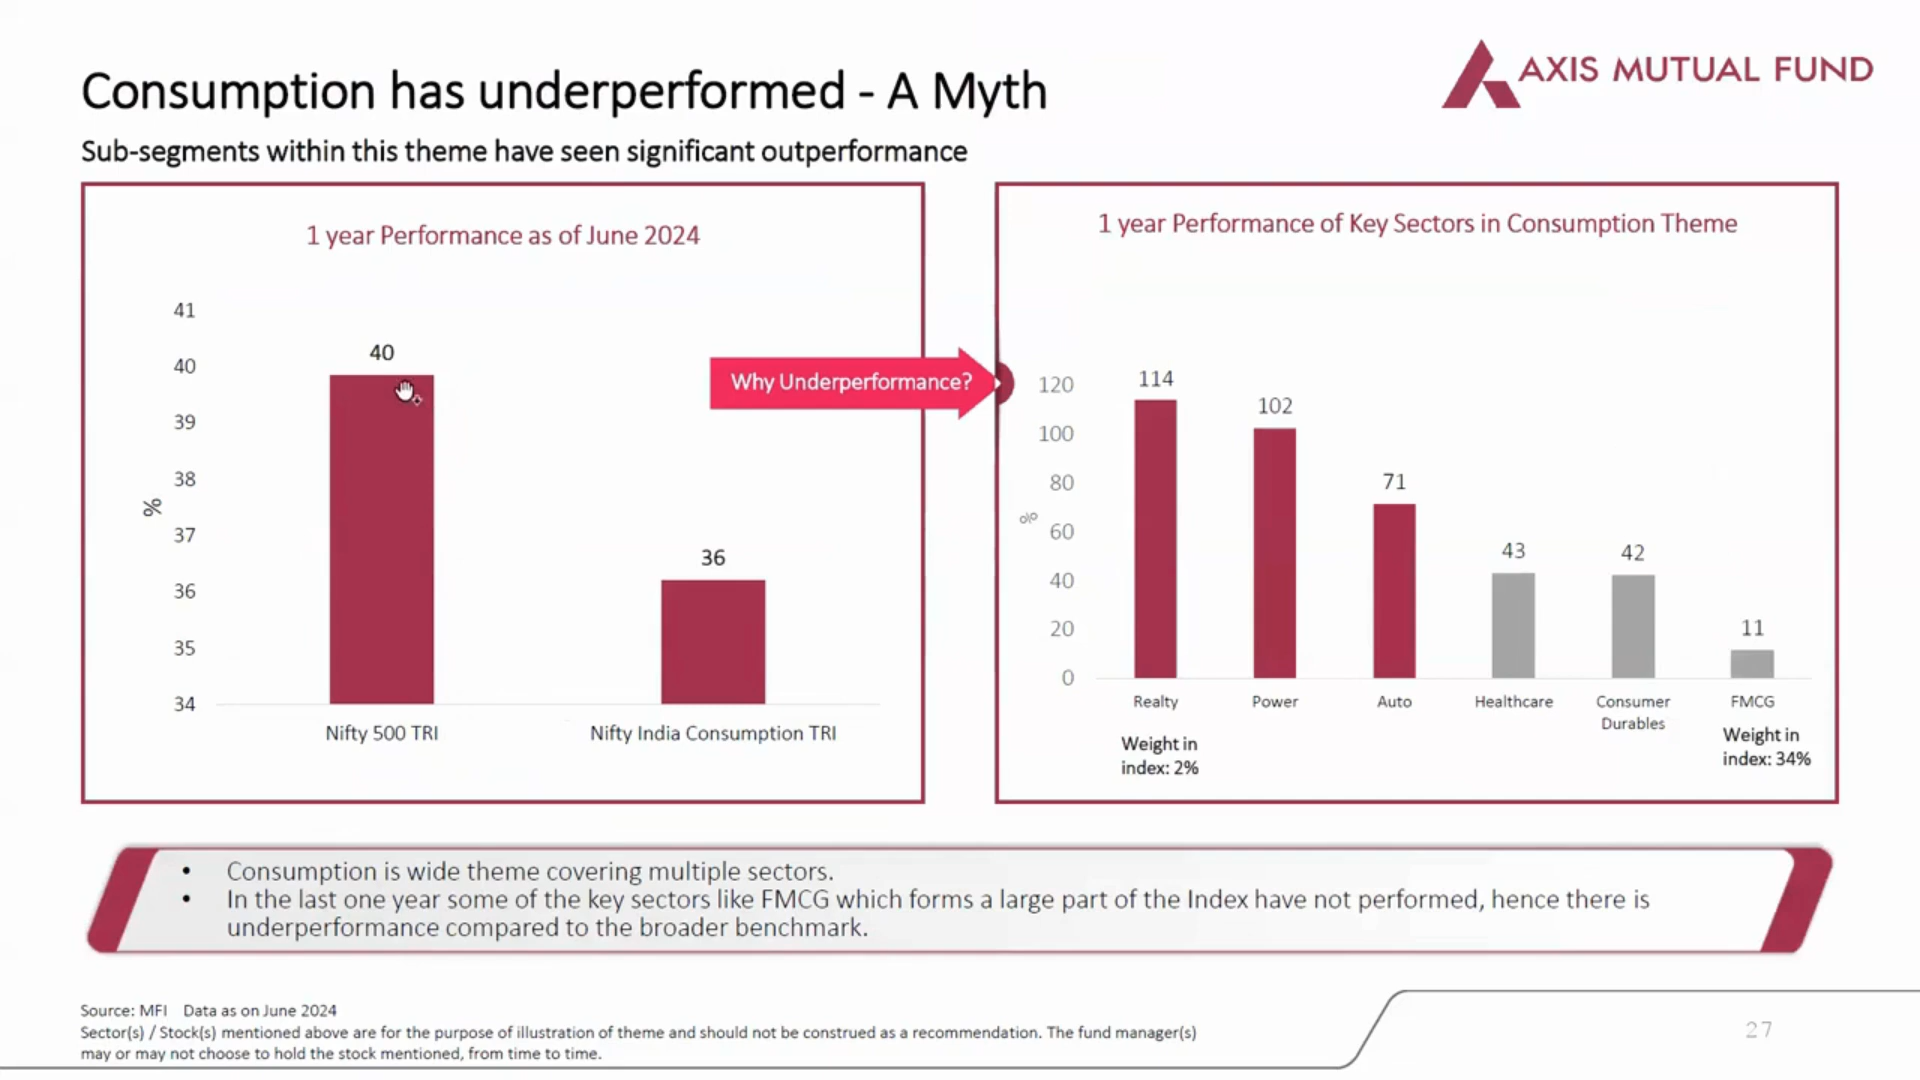 Consumption has underperformed - A Myth
AXIS MUTUAL FUND
Sub-segments within this theme have seen significant outperformance
1 year Performance as of June 2024
41
40
39
38
37
36
35
34
%
40
36
Nifty 500 TRI
Nifty India Consumption TRI
Why Underperformance?
1 year Performance of Key Sectors in Consumption Theme
120
100
80
60
40
20
0
%
114
102
71
43
42
11
Realty
Power
Auto
Healthcare
Consumer
Durables
FMCG
Weight in
index: 2%
Weight in
index: 34%
• Consumption is wide theme covering multiple sectors.
• In the last one year some of the key sectors like FMCG which forms a large part of the Index have not performed, hence there is
underperformance compared to the broader benchmark.
Source: MFI Data as on June 2024
Sector(s) / Stock(s) mentioned above are for the purpose of illustration of theme and should not be construed as a recommendation. The fund manager(s)
may or may not choose to hold the stock mentioned, from time to time.
27